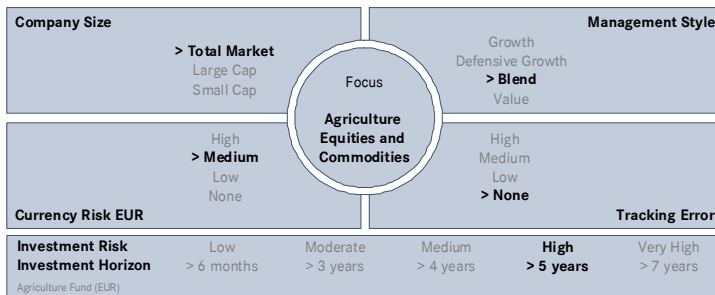 Company Size
> Total Market
Large Cap
Small Cap
Management Style
Growth
Defensive Growth
> Blend
Value
Focus
Agriculture
Equities and
Commodities
High
> Medium
Low
None
Currency Risk EUR
High
Medium
Low
> None
Tracking Error
Investment Risk Low Moderate Medium High Very High
Investment Horizon > 6 months > 3 years > 4 years > 5 years > 7 years
Agriculture Fund (EUR)